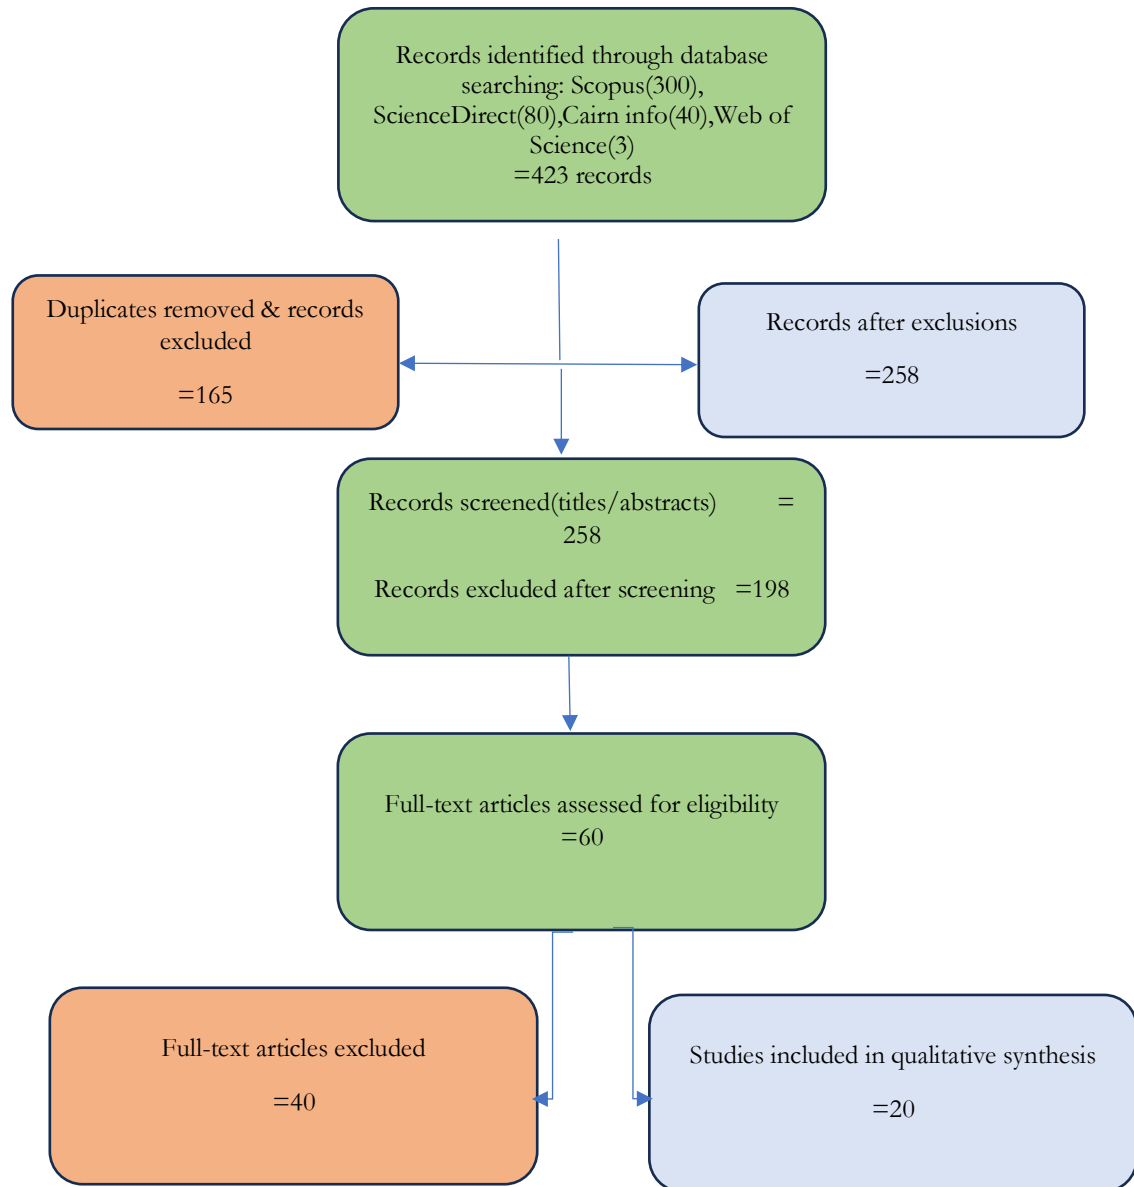 Records identified through database
searching: Scopus(300),
ScienceDirect(80),Cairn info(40),Web of
Science(3)
=423 records
Duplicates removed & records
excluded
=165
Records after exclusions
=258
Records screened(titles/abstracts) =
258
Records excluded after screening =198
Full-text articles assessed for eligibility
=60
Full-text articles excluded
=40
Studies included in qualitative synthesis
=20